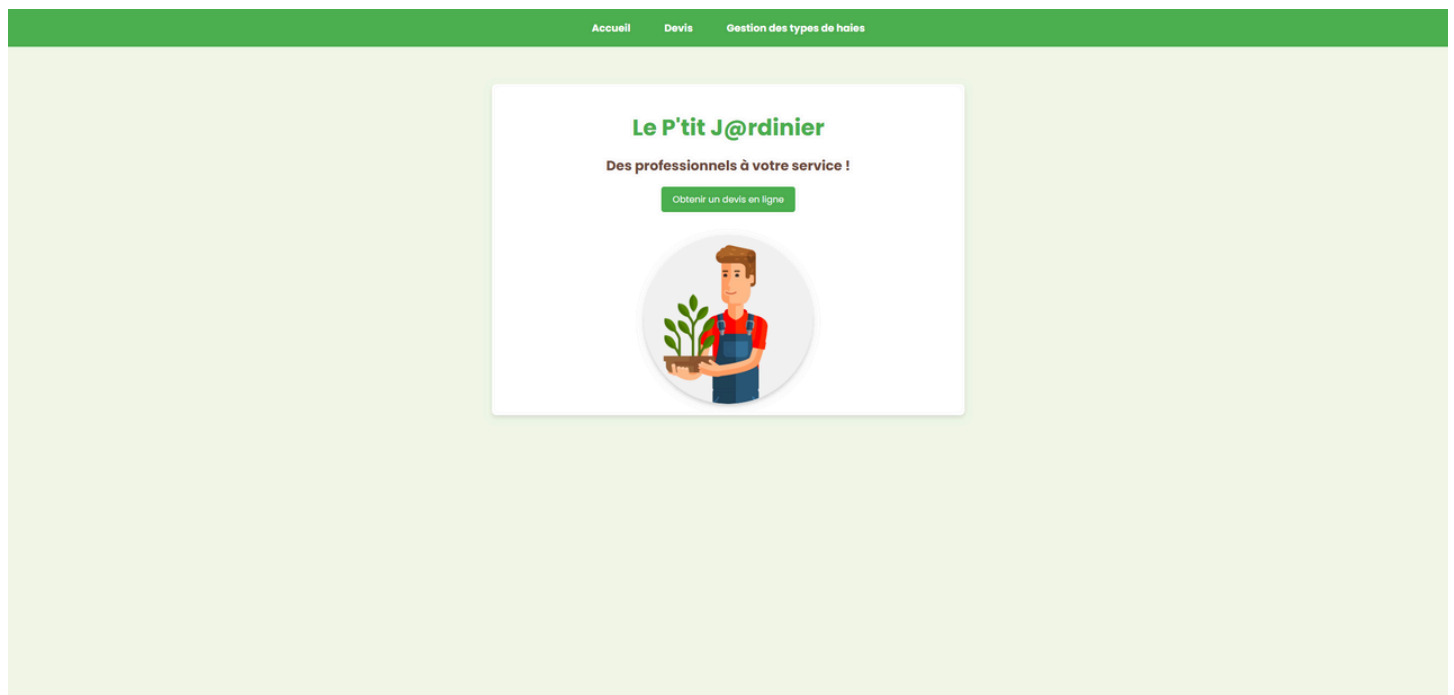 Accueil Devis Gestion des types de haies
Le P'tit J@rdinier
Des professionnels à votre service !
Obtenir un devis en ligne